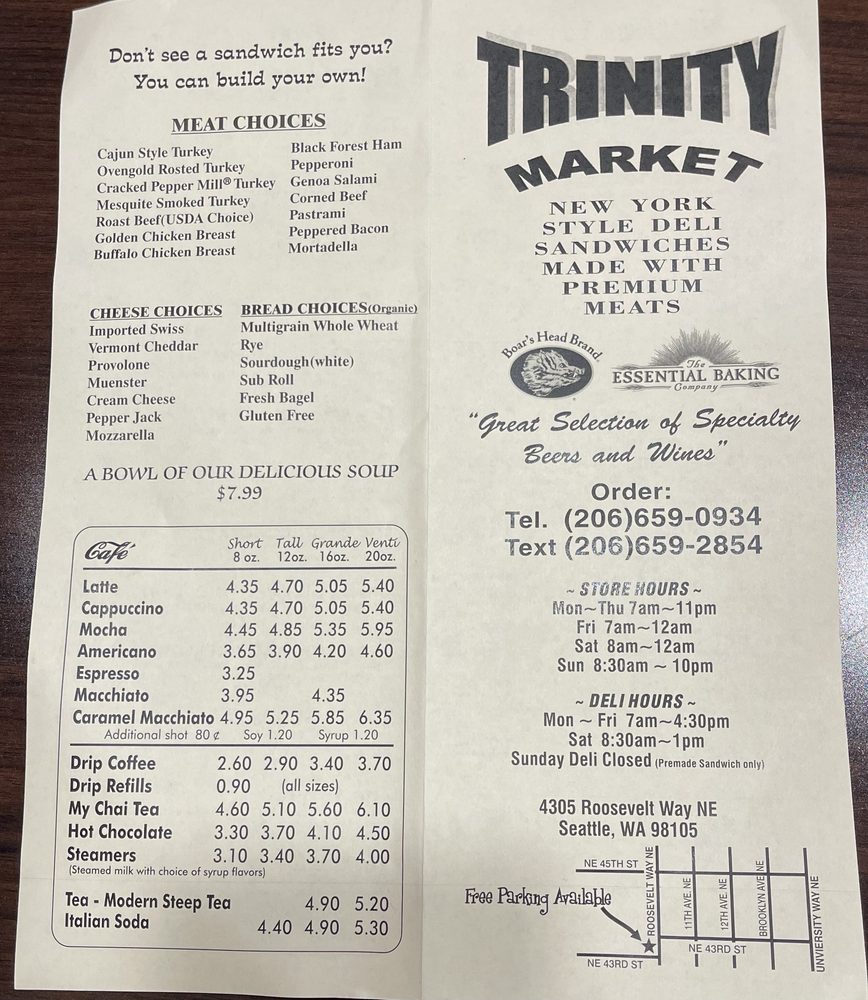 Don't see a sandwich fits you?
You can build your own!
MEAT CHOICES
Cajun Style Turkey
Ovengold Rosted Turkey
Cracked Pepper Mill® Turkey
Mesquite Smoked Turkey
Roast Beef(USDA Choice)
Golden Chicken Breast
Buffalo Chicken Breast
Black Forest Ham
Pepperoni
Genoa Salami
Corned Beef
Pastrami
Peppered Bacon
Mortadella
CHEESE CHOICES
Imported Swiss
Vermont Cheddar
Provolone
Muenster
Cream Cheese
Pepper Jack
Mozzarella
BREAD CHOICES(Organic)
Multigrain Whole Wheat
Rye
Sourdough(white)
Sub Roll
Fresh Bagel
Gluten Free
A BOWL OF OUR DELICIOUS SOUP
$7.99
Café Short Tall Grande Venti
8 oz. 12oz. 16oz. 20oz.
Latte 4.35 4.70 5.05 5.40
Cappuccino 4.35 4.70 5.05 5.40
Mocha 4.45 4.85 5.35 5.95
Americano 3.65 3.90 4.20 4.60
Espresso 3.25
Macchiato 3.95 4.35
Caramel Macchiato 4.95 5.25 5.85 6.35
Additional shot 80 ¢ Soy 1.20 Syrup 1.20
Drip Coffee 2.60 2.90 3.40 3.70
Drip Refills 0.90 (all sizes)
My Chai Tea 4.60 5.10 5.60 6.10
Hot Chocolate 3.30 3.70 4.10 4.50
Steamers 3.10 3.40 3.70 4.00
(Steamed milk with choice of syrup flavors)
Tea - Modern Steep Tea 4.90 5.20
Italian Soda 4.40 4.90 5.30
TRINITY
MARKET
NEW YORK
STYLE DELI
SANDWICHES
MADE WITH
PREMIUM
MEATS
Boar's Head Brand®
The
ESSENTIAL BAKING
Company
"Great Selection of Specialty
Beers and Wines"
Order:
Tel. (206)659-0934
Text (206)659-2854
~ STORE HOURS ~
Mon~Thu 7am~11pm
Fri 7am~12am
Sat 8am~12am
Sun 8:30am ~ 10pm
~ DELI HOURS ~
Mon ~ Fri 7am~4:30pm
Sat 8:30am~1pm
Sunday Deli Closed (Premade Sandwich only)
4305 Roosevelt Way NE
Seattle, WA 98105
NE 45TH ST
Free Parking Available
ROOSEVELT WAY NE
11TH AVE. NE
12TH AVE. NE
BROOKLYN AVE NE
UNVIERSITY WAY NE
NE 43RD ST
NE 43RD ST